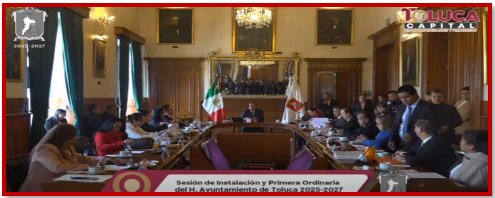 TOLUCA
CAPITAL
2025-2027
Sesión de Instalación y Primera Ordinaria
del H. Ayuntamiento de Toluca 2025-2027